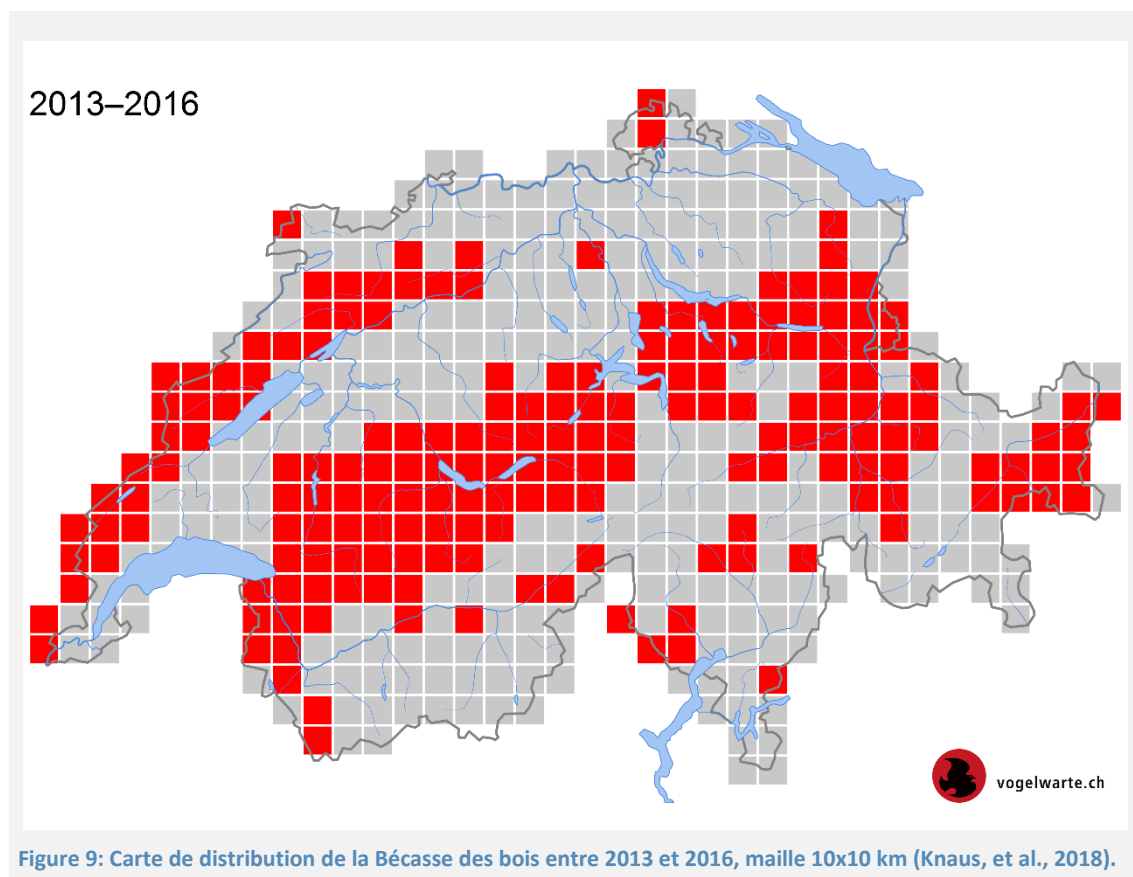 2013–2016
vogelwarte.ch
Figure 9: Carte de distribution de la Bécasse des bois entre 2013 et 2016, maille 10x10 km (Knaus, et al., 2018).